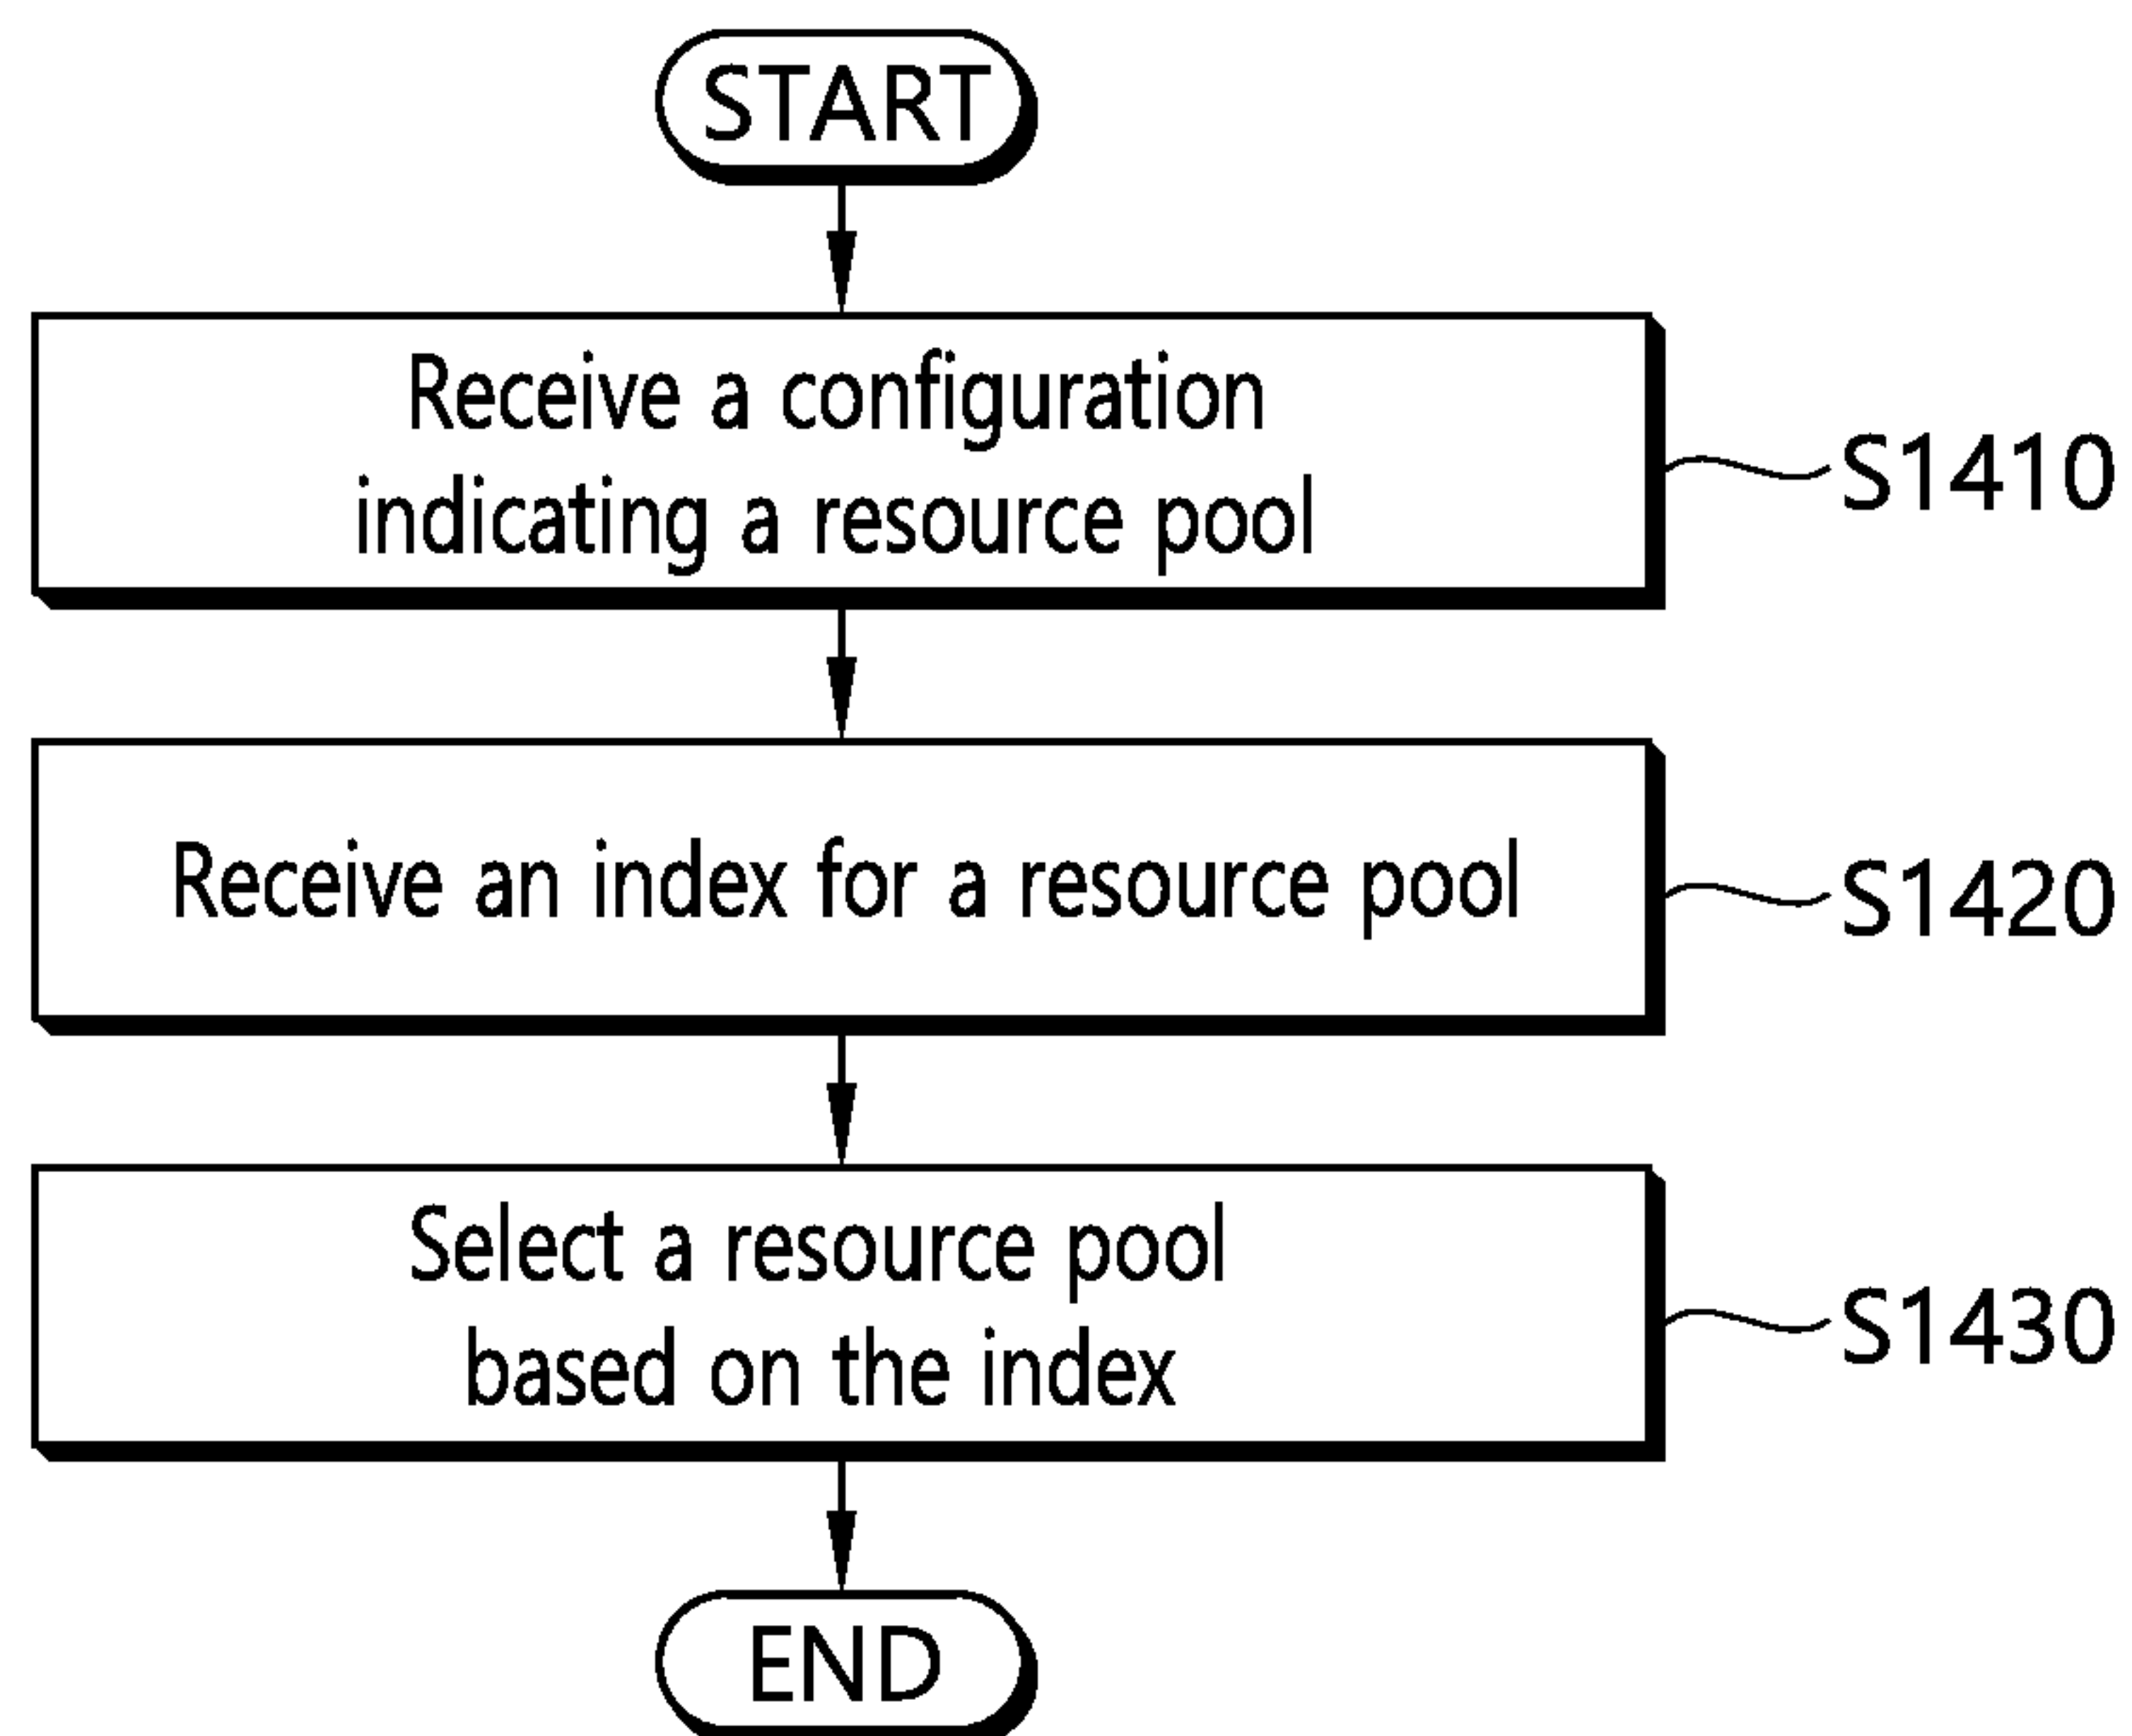 START
Receive a configuration
indicating a resource pool
S1410
Receive an index for a resource pool
S1420
Select a resource pool
based on the index
S1430
END